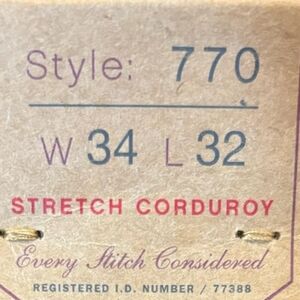 Style: 770
W 34 L 32
STRETCH CORDUROY
Every Stitch Considered
REGISTERED I.D. NUMBER / 77388